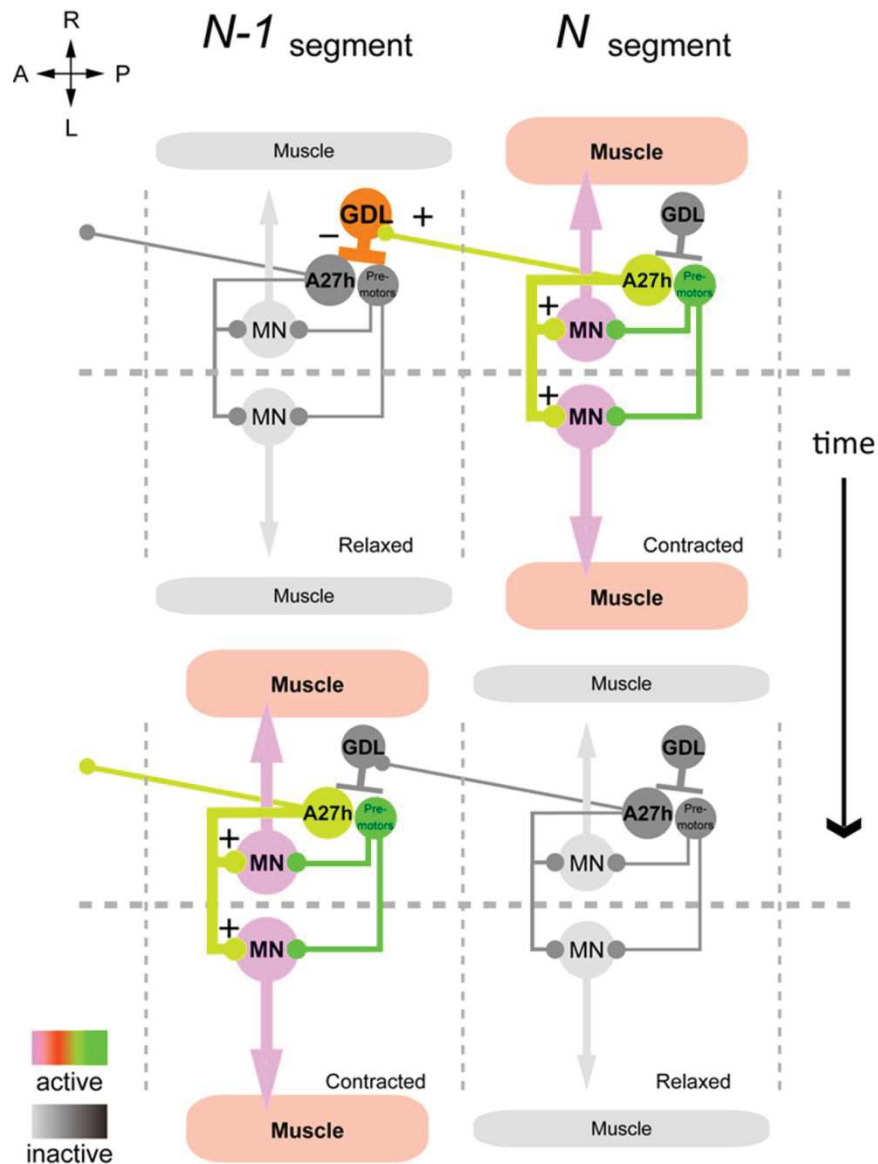 N-1 segment
N segment
R
A
P
L
Muscle
Muscle
GDL
+
GDL
−
A27h
Pre-
motors
A27h
Pre-
motors
+
MN
MN
+
MN
MN
time
Relaxed
Contracted
Muscle
Muscle
Muscle
Muscle
GDL
GDL
A27h
Pre-
motors
A27h
Pre-
motors
+
MN
MN
+
MN
MN
active
Contracted
Relaxed
Muscle
Muscle
inactive